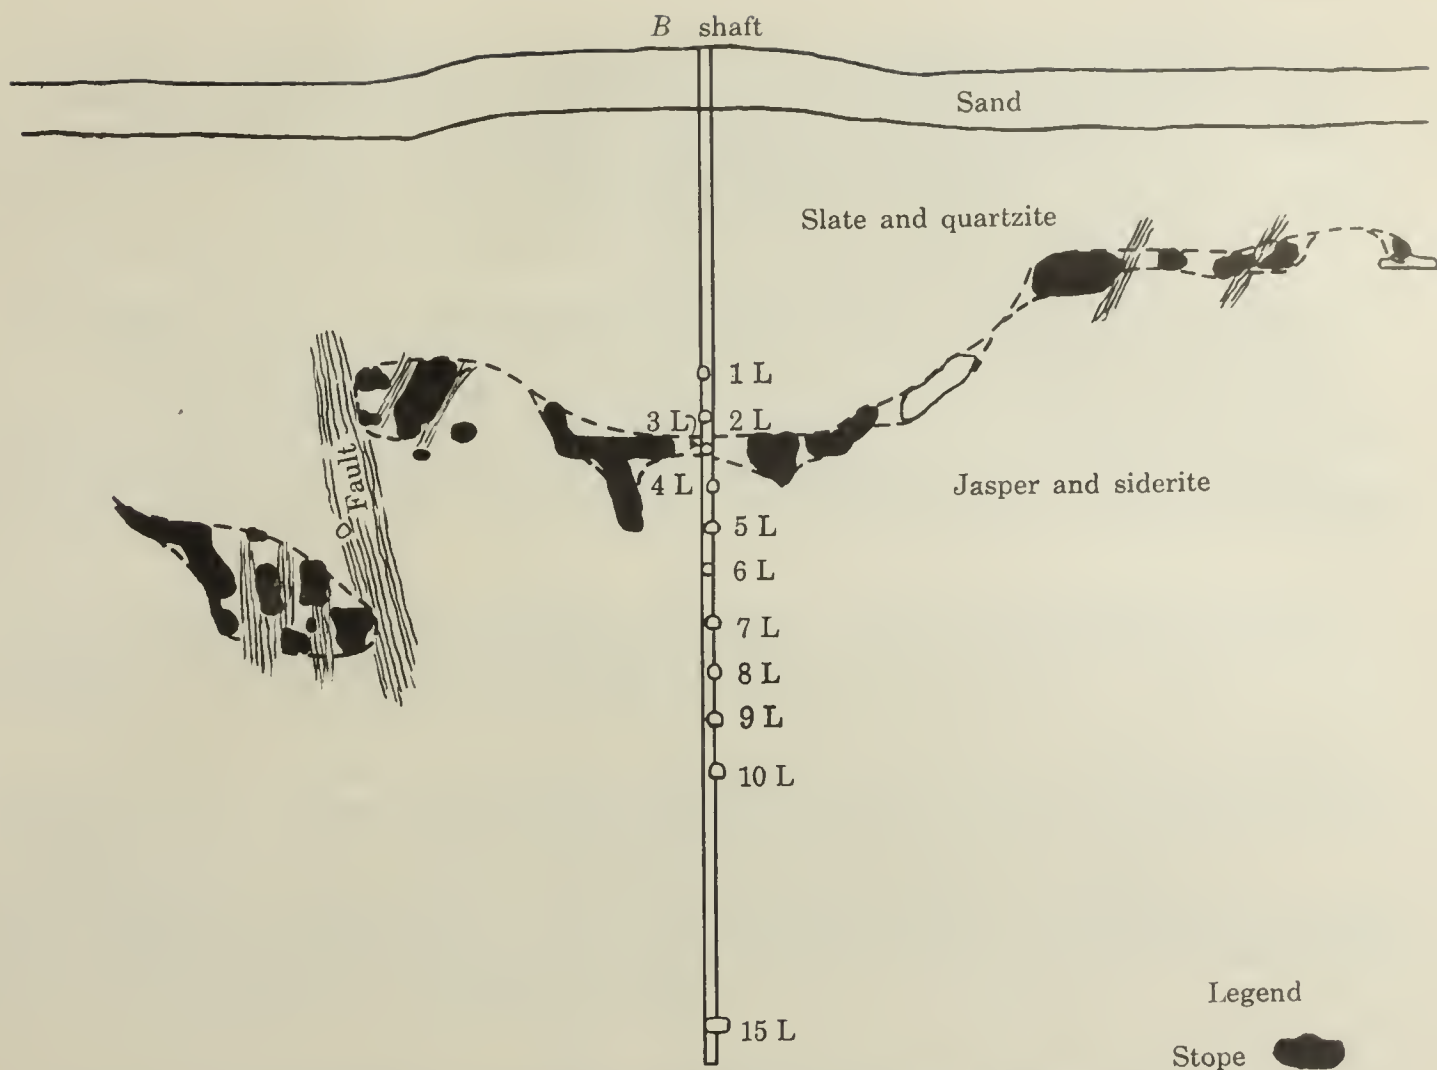 B shaft
Sand
Slate and quartzite
1 L
3 L 2 L
4 L
Jasper and siderite
Fault
5 L
6 L
7 L
8 L
9 L
10 L
15 L
Legend
Stope